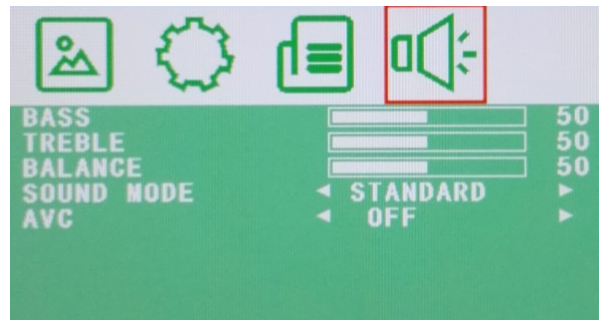 BASS 50
TREBLE 50
BALANCE 50
SOUND MODE ◄ STANDARD ►
AVC ◄ OFF ►